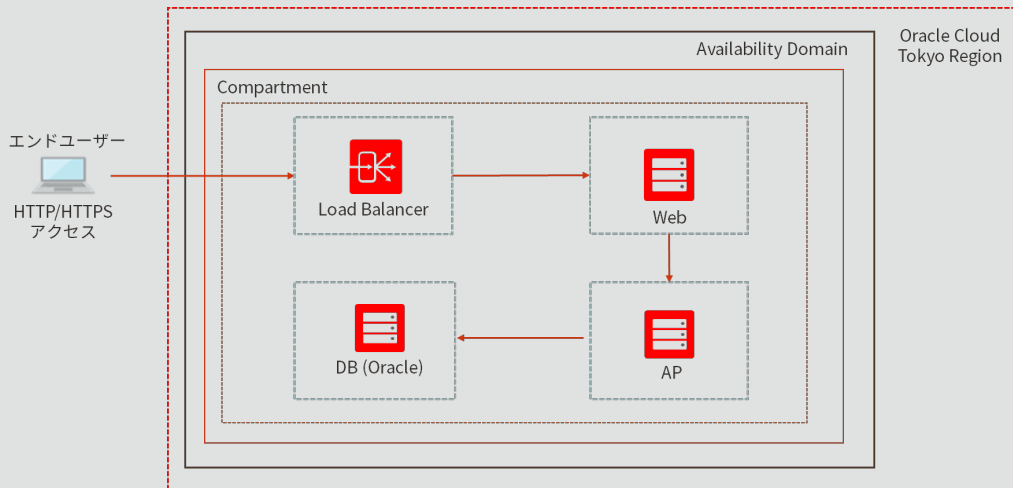 Oracle Cloud
Tokyo Region
Availability Domain
Compartment
エンドユーザー
HTTP/HTTPS
アクセス
Load Balancer
Web
DB (Oracle)
AP